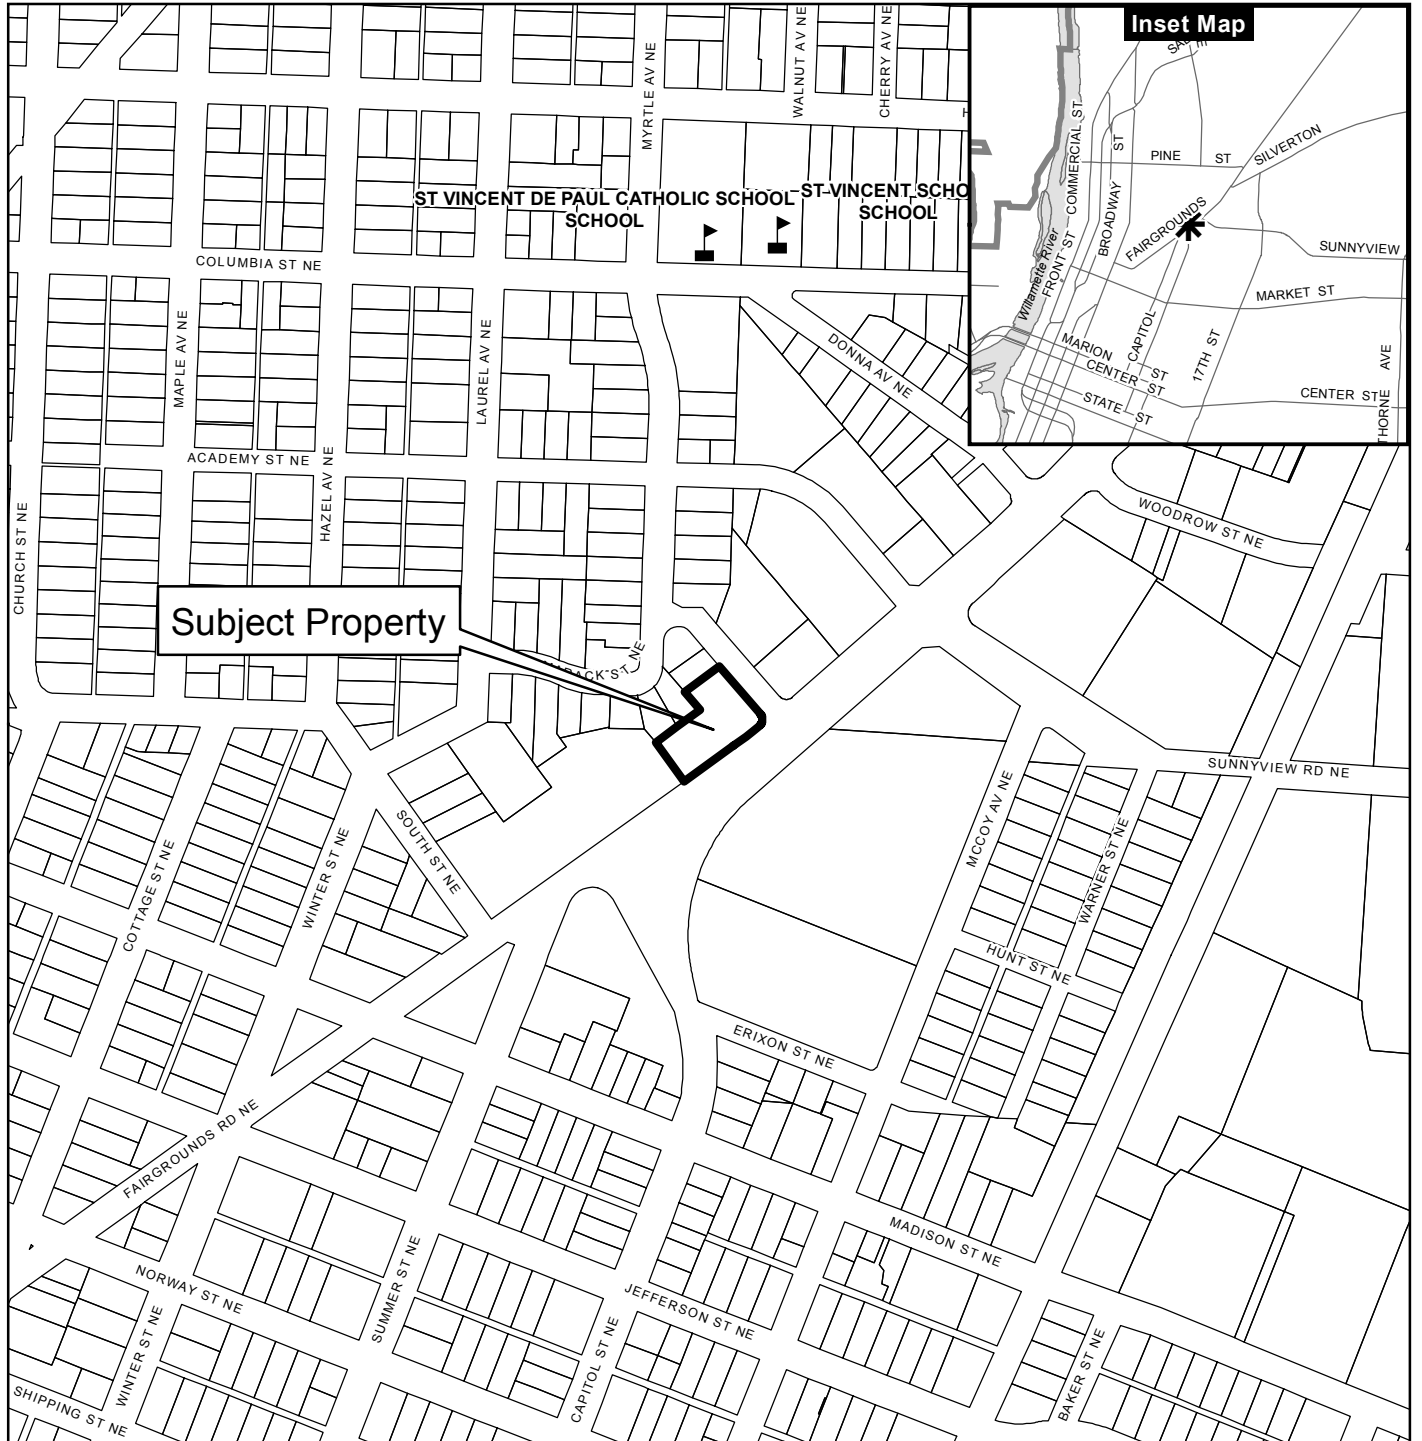 Inset Map
MYRTLE AV NE
WALNUT AV NE
CHERRY AV NE
COMMERCIAL ST
PINE ST
SILVERTON
BROADWAY ST
FAIRGROUNDS
SUNNYVIEW
Willamette River
FRONT ST
MARKET ST
CAPITOL
17TH ST
MARION ST
CENTER ST
CENTER ST
STATE ST
THORNE AVE
ST VINCENT DE PAUL CATHOLIC SCHOOL
SCHOOL
ST VINCENT SCHO
SCHOOL
COLUMBIA ST NE
MAPLE AV NE
LAUREL AV NE
DONNA AV NE
ACADEMY ST NE
HAZEL AV NE
CHURCH ST NE
WOODROW ST NE
Subject Property
SUNNYVIEW RD NE
SOUTH ST NE
MCCOY AV NE
WARNER ST NE
COTTAGE ST NE
WINTER ST NE
HUNT ST NE
ERIXON ST NE
FAIRGROUNDS RD NE
MADISON ST NE
NORWAY ST NE
SUMMER ST NE
JEFFERSON ST NE
WINTER ST NE
CAPITOL ST NE
BAKER ST NE
SHIPPING ST NE